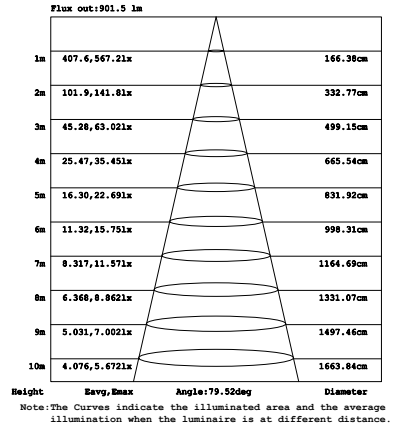 Flux out:901.5 lm
1m 407.6,567.2lx 166.38cm
2m 101.9,141.8lx 332.77cm
3m 45.28,63.02lx 499.15cm
4m 25.47,35.45lx 665.54cm
5m 16.30,22.69lx 831.92cm
6m 11.32,15.75lx 998.31cm
7m 8.317,11.57lx 1164.69cm
8m 6.368,8.862lx 1331.07cm
9m 5.031,7.002lx 1497.46cm
10m 4.076,5.672lx 1663.84cm
Height Eavg,Emax Angle:79.52deg Diameter
Note:The Curves indicate the illuminated area and the average
illumination when the luminaire is at different distance.